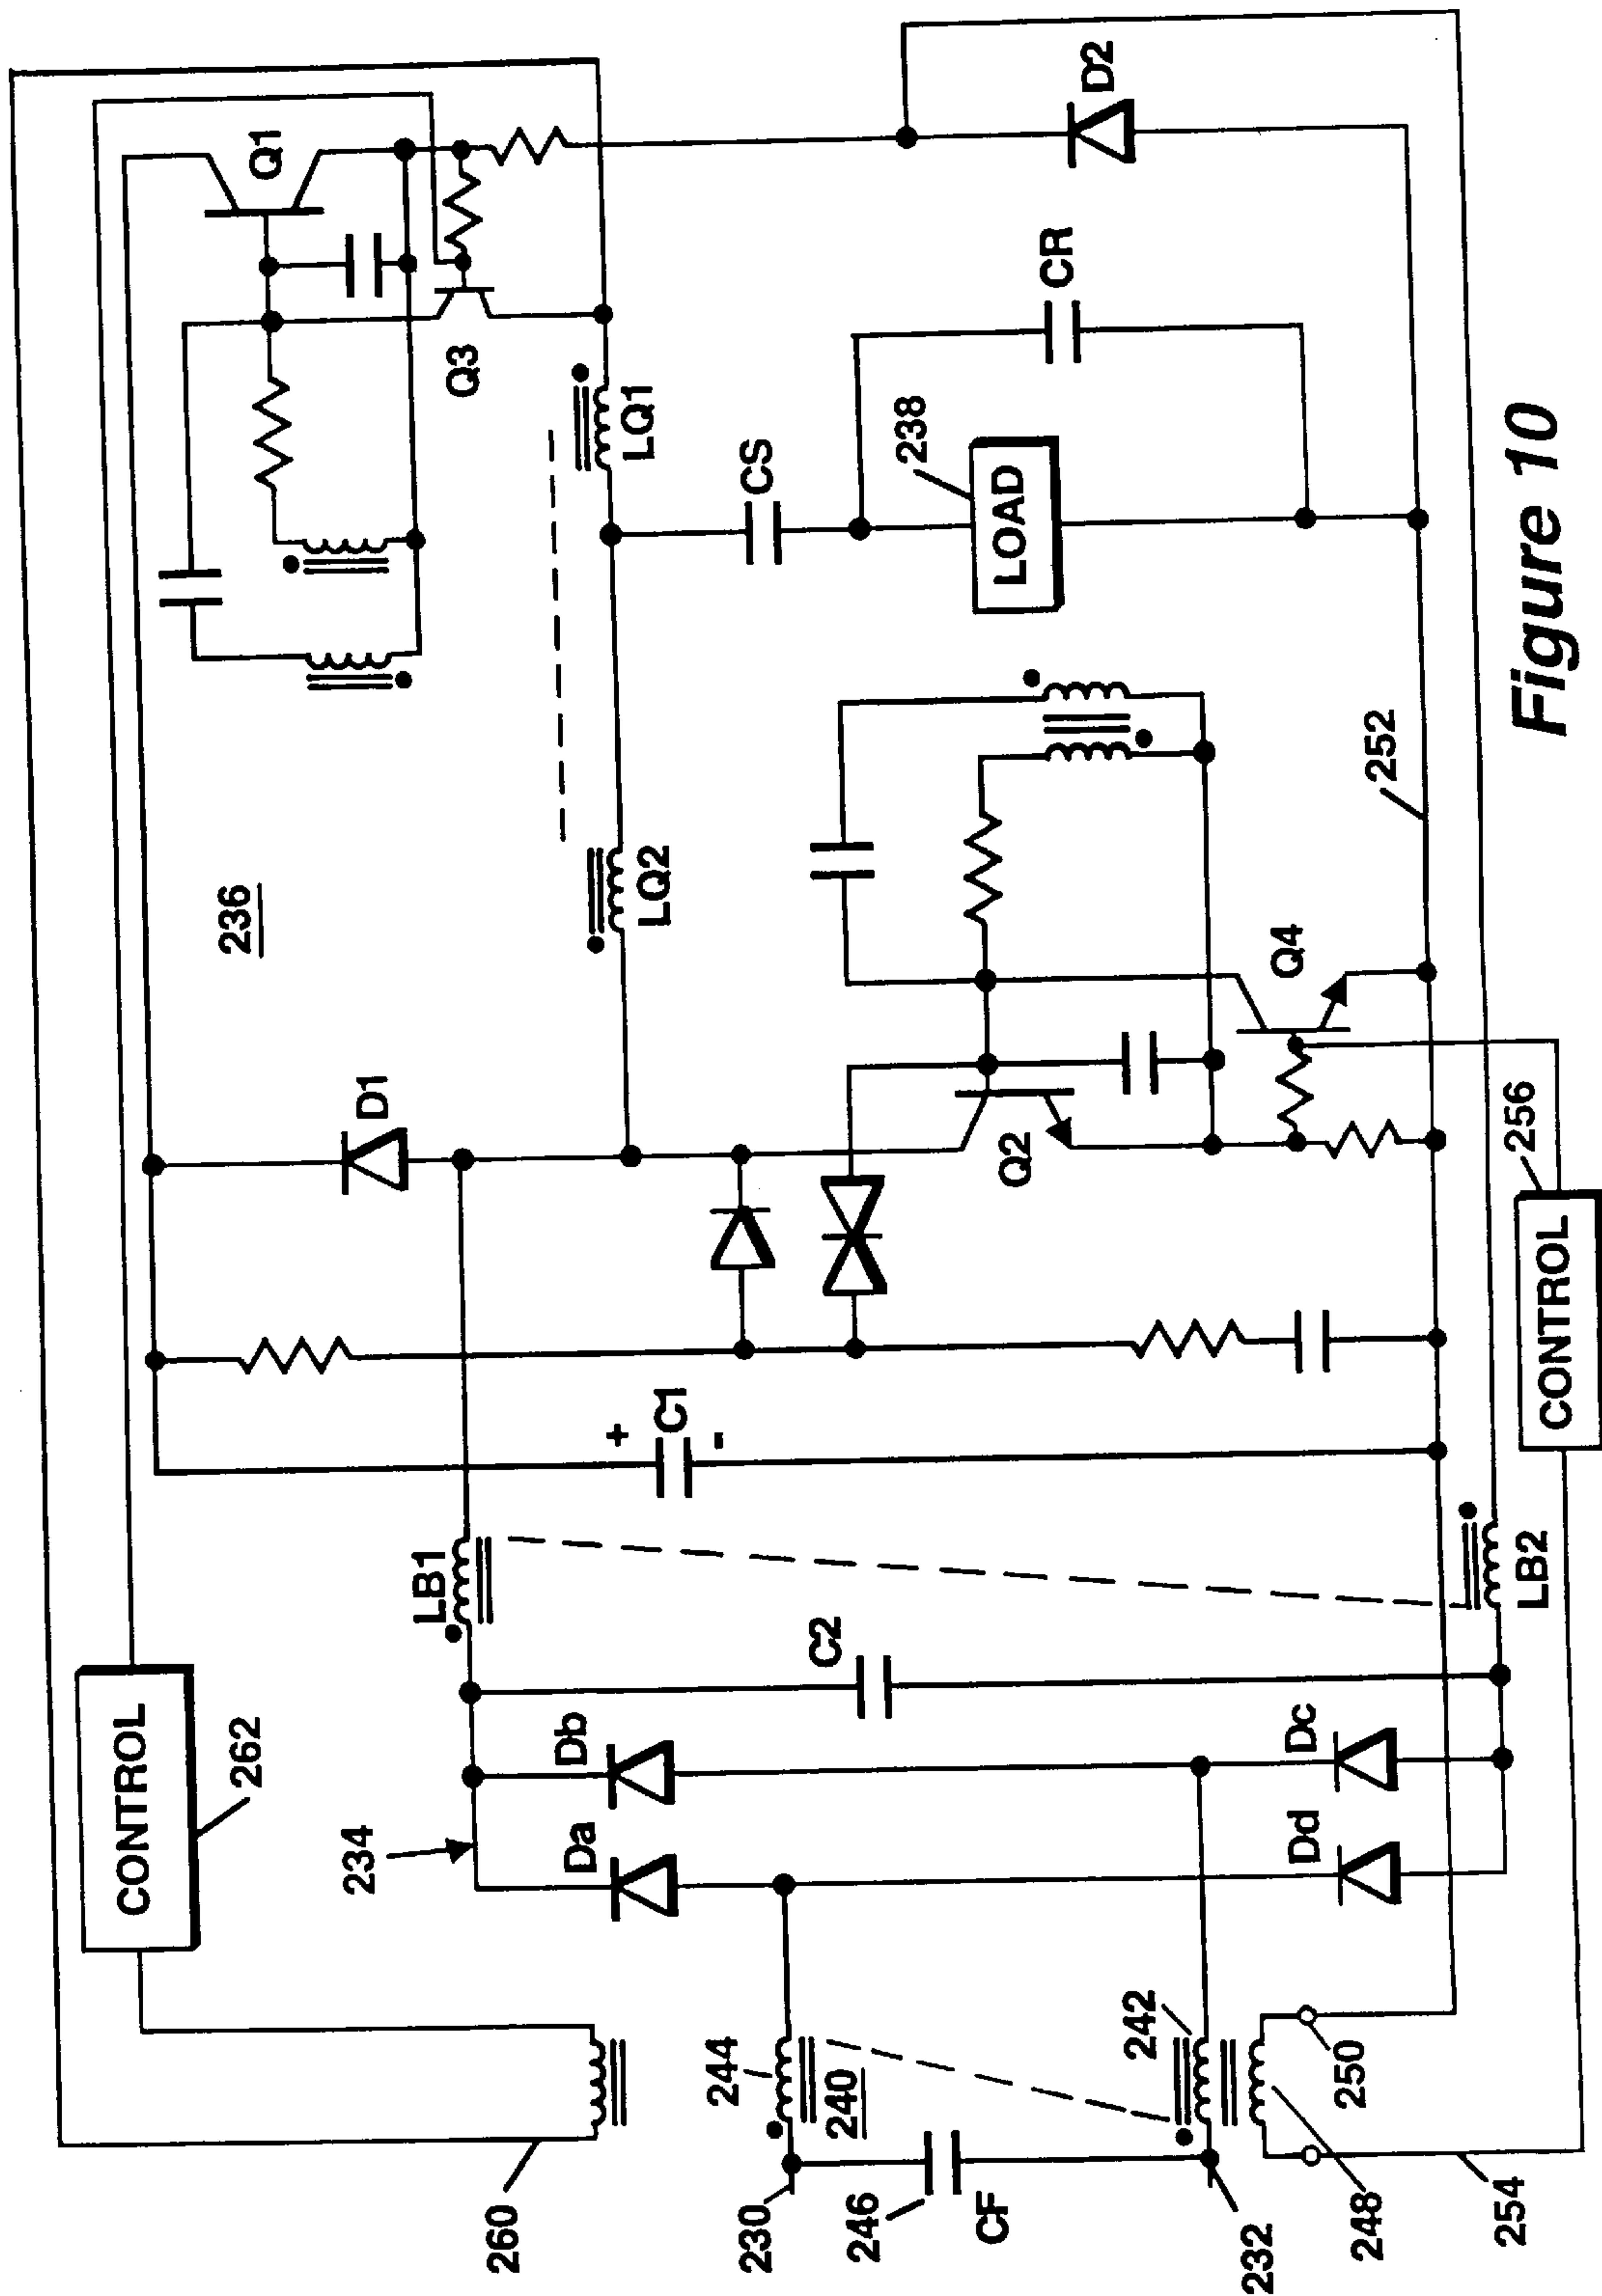 CONTROL
262
260
234
236
Q1
Q3
D1
D2
LB1
LQ2
LQ1
+
C1
-
CS
CR
238
LOAD
Da
Db
C2
Q2
Q4
244
240
230
246
CF
242
Dd
Dc
232
248
250
254
LB2
252
256
CONTROL
Figure 10